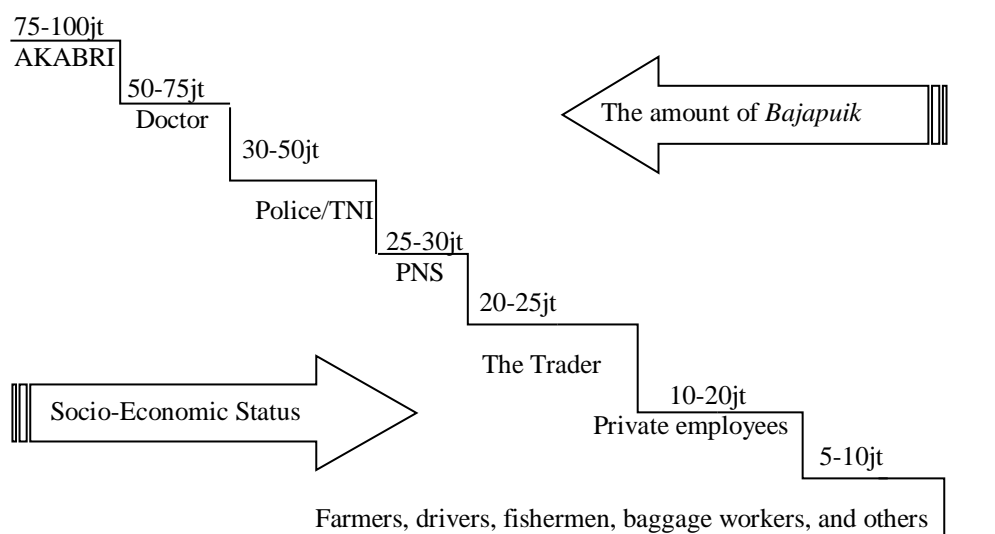 75-100jt
AKABRI
50-75jt
Doctor
The amount of Bajapuik
30-50jt
Police/TNI
25-30jt
PNS
20-25jt
The Trader
10-20jt
Socio-Economic Status
Private employees
5-10jt
Farmers, drivers, fishermen, baggage workers, and others